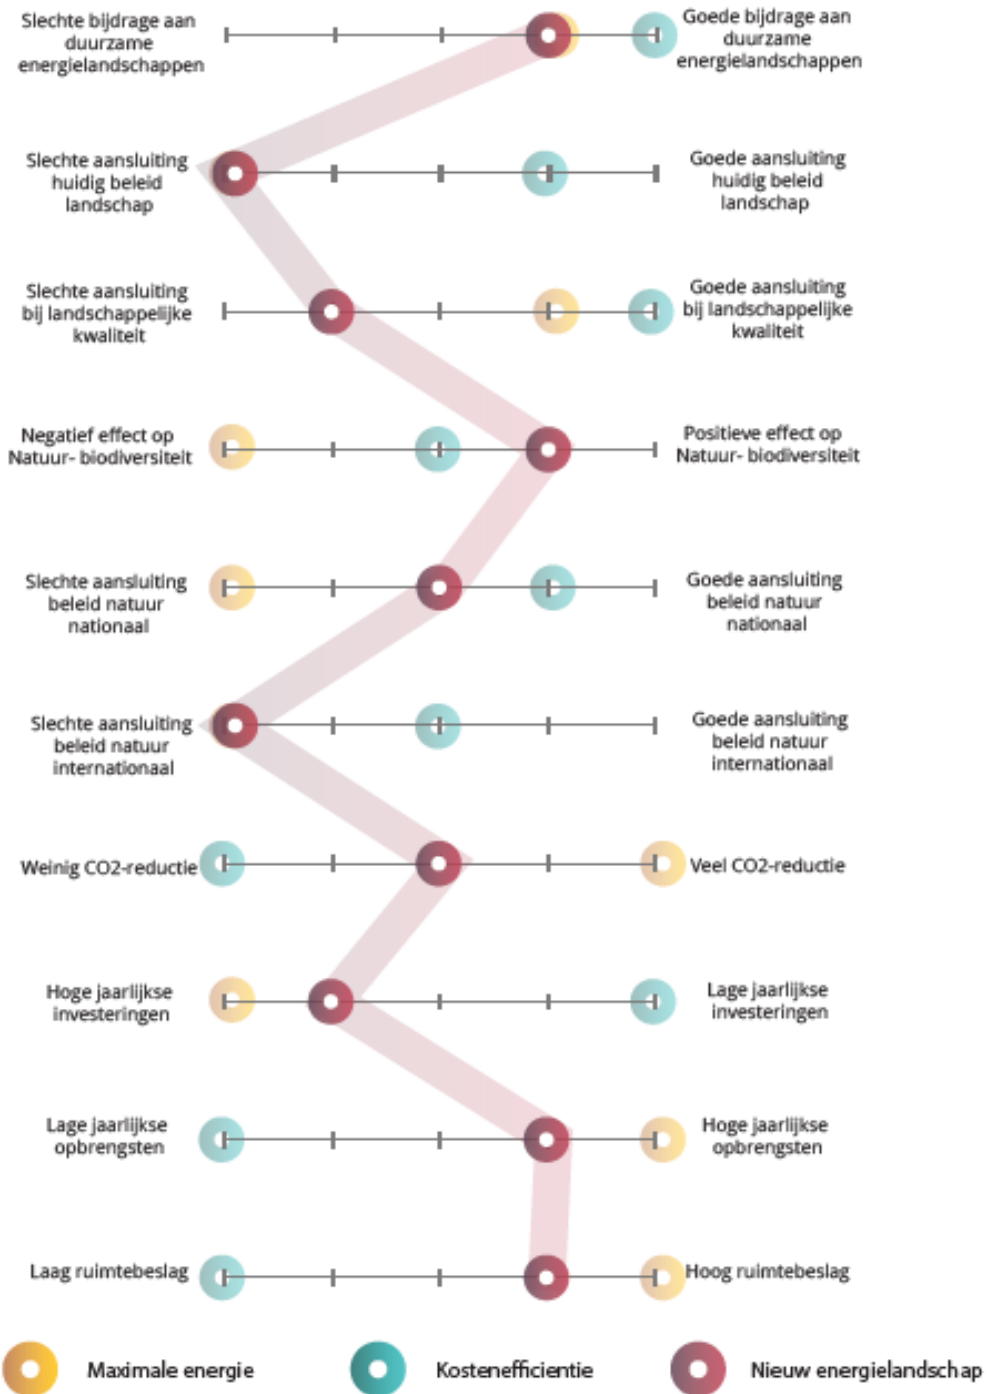 Slechte bijdrage aan
duurzame
energielandschappen
Goede bijdrage aan
duurzame
energielandschappen
Slechte aansluiting
huidig beleid
landschap
Goede aansluiting
huidig beleid
landschap
Slechte aansluiting
bij landschappelijke
kwaliteit
Goede aansluiting
bij landschappelijke
kwaliteit
Negatief effect op
Natuur- biodiversiteit
Positieve effect op
Natuur- biodiversiteit
Slechte aansluiting
beleid natuur
nationaal
Goede aansluiting
beleid natuur
nationaal
Slechte aansluiting
beleid natuur
internationaal
Goede aansluiting
beleid natuur
internationaal
Weinig CO2-reductie
Veel CO2-reductie
Hoge jaarlijkse
investeringen
Lage jaarlijkse
investeringen
Lage jaarlijkse
opbrengsten
Hoge jaarlijkse
opbrengsten
Laag ruimtebeslag
Hoog ruimtebeslag
Maximale energie
Kostenefficientie
Nieuw energielandschap